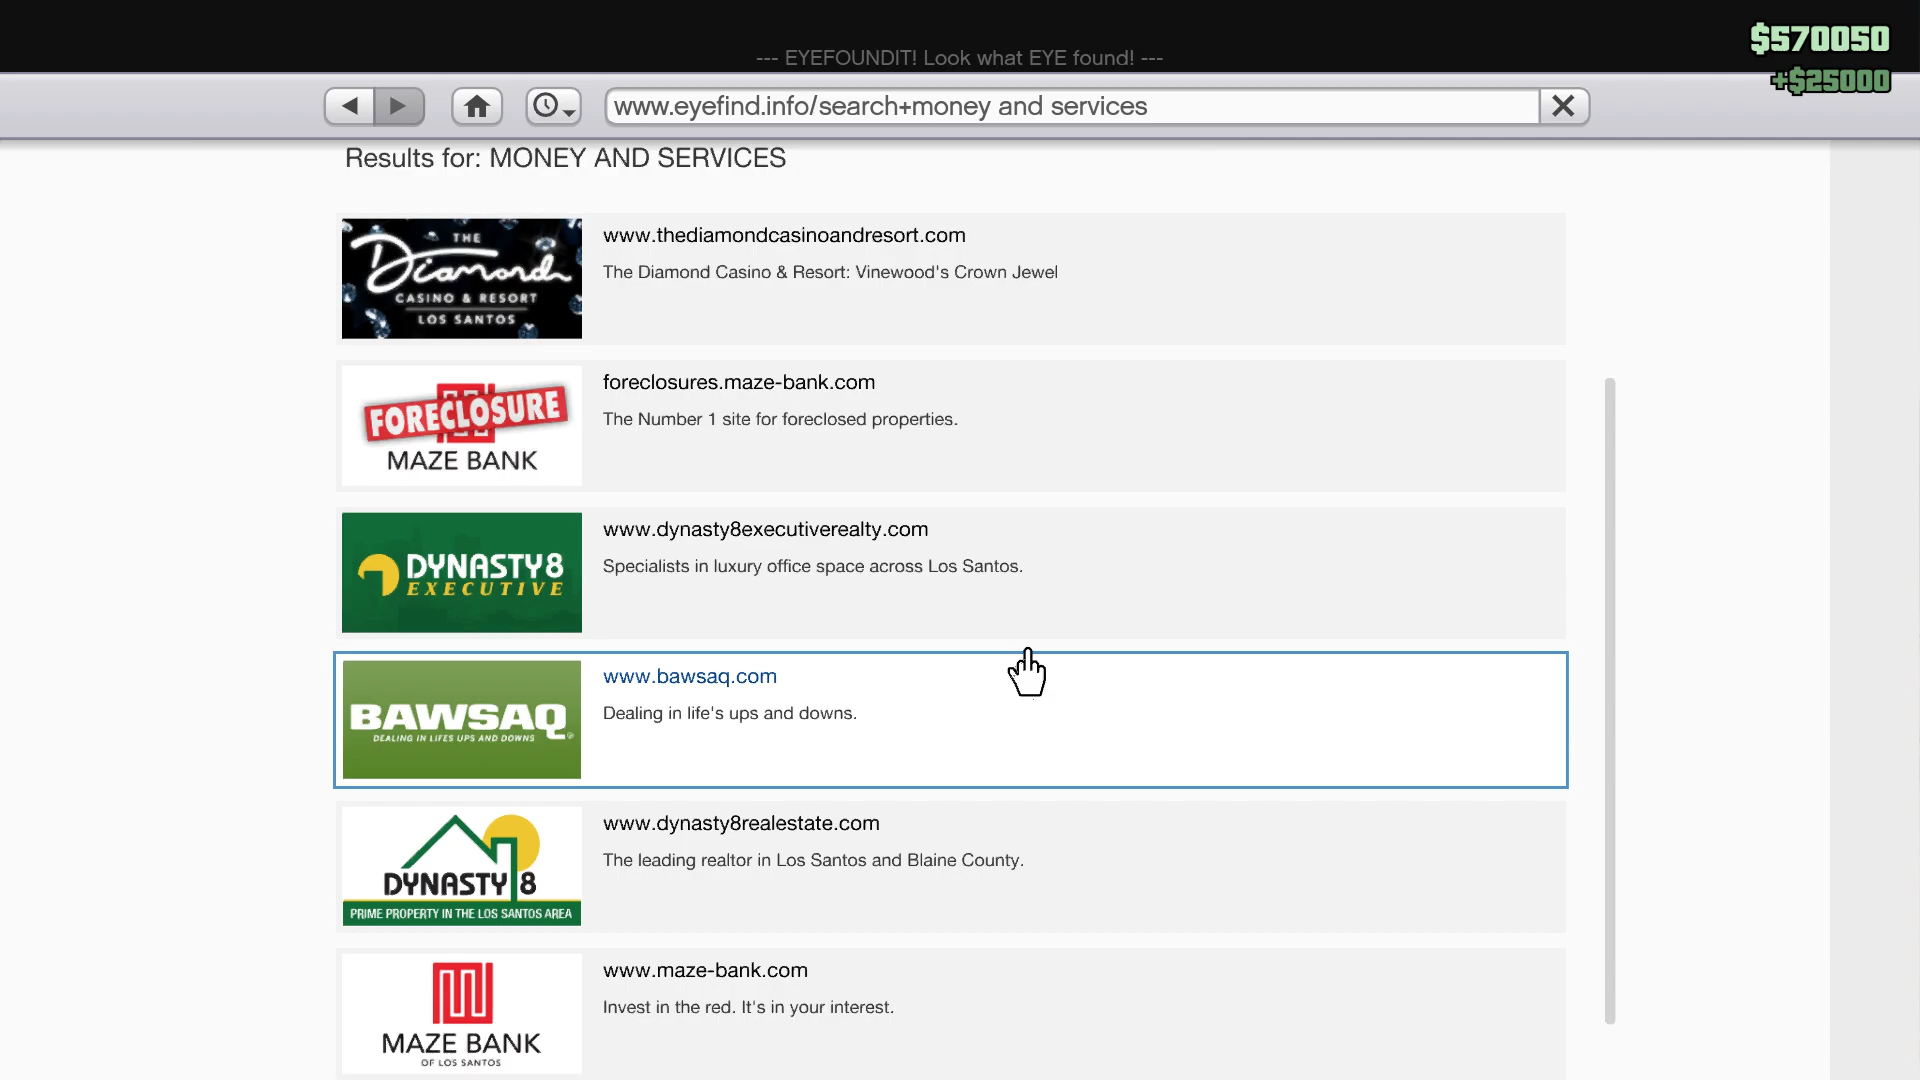 $570050
+$25000
--- EYEFOUNDIT! Look what EYE found! ---
www.eyefind.info/search+money and services
Results for: MONEY AND SERVICES
THE
Diamond
CASINO & RESORT
LOS SANTOS
www.thediamondcasinoandresort.com
The Diamond Casino & Resort: Vinewood's Crown Jewel
FORECLOSURE
MAZE BANK
foreclosures.maze-bank.com
The Number 1 site for foreclosed properties.
DYNASTY8
EXECUTIVE
www.dynasty8executiverealty.com
Specialists in luxury office space across Los Santos.
BAWSAQ
DEALING IN LIFES UPS AND DOWNS
www.bawsaq.com
Dealing in life's ups and downs.
DYNASTY 8
PRIME PROPERTY IN THE LOS SANTOS AREA
www.dynasty8realestate.com
The leading realtor in Los Santos and Blaine County.
MAZE BANK
OF LOS SANTOS
www.maze-bank.com
Invest in the red. It's in your interest.